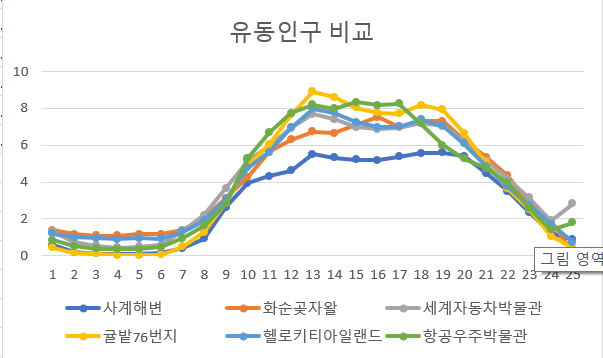 유동인구 비교
10
8
6
4
2
0
1 2 3 4 5 6 7 8 9 10 11 12 13 14 15 16 17 18 19 20 21 22 23 24 25
그림 영역
사계해변 화순곶자왈 세계자동차박물관
귤밭76번지 헬로키티아일랜드 항공우주박물관